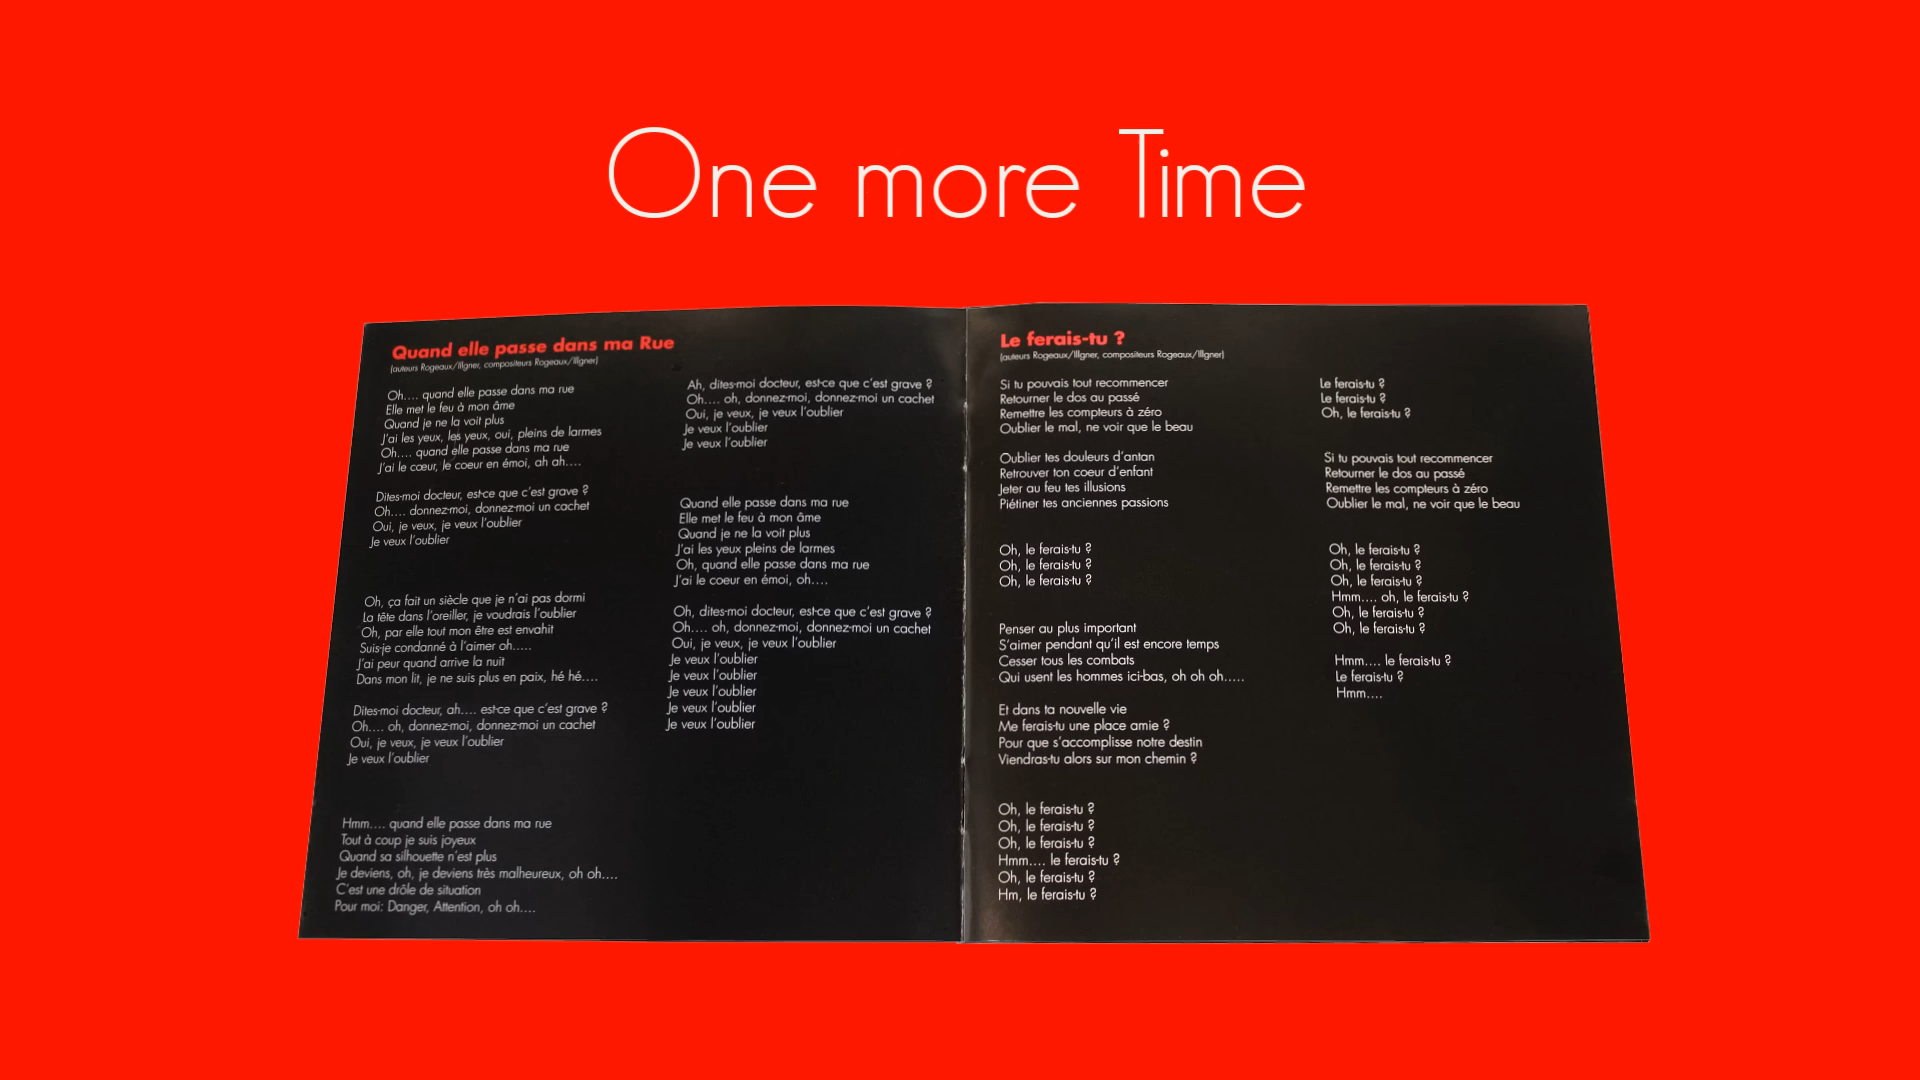 One more Time
Quand elle passe dans ma Rue
(auteurs Rogeaux/Illgner, compositeurs Rogeaux/Illgner)
Oh.... quand elle passe dans ma rue
Elle met le feu à mon âme
Quand je ne la voit plus
J'ai les yeux, les yeux, oui, pleins de larmes
Oh.... quand elle passe dans ma rue
J'ai le cœur, le coeur en émoi, ah ah....
Dites-moi docteur, est-ce que c'est grave ?
Oh.... donnez-moi, donnez-moi un cachet
Oui, je veux, je veux l'oublier
Je veux l'oublier
Oh, ça fait un siècle que je n'ai pas dormi
La tête dans l'oreiller, je voudrais l'oublier
Oh, par elle tout mon être est envahit
Suis-je condanné à l'aimer oh.....
J'ai peur quand arrive la nuit
Dans mon lit, je ne suis plus en paix, hé hé....
Dites-moi docteur, ah.... est-ce que c'est grave ?
Oh.... oh, donnez-moi, donnez-moi un cachet
Oui, je veux, je veux l'oublier
Je veux l'oublier
Hmm.... quand elle passe dans ma rue
Tout à coup je suis joyeux
Quand sa silhouette n'est plus
Je deviens, oh, je deviens très malheureux, oh oh....
C'est une drôle de situation
Pour moi: Danger, Attention, oh oh....
Ah, dites-moi docteur, est-ce que c'est grave ?
Oh.... oh, donnez-moi, donnez-moi un cachet
Oui, je veux, je veux l'oublier
Je veux l'oublier
Je veux l'oublier
Quand elle passe dans ma rue
Elle met le feu à mon âme
Quand je ne la voit plus
J'ai les yeux pleins de larmes
Oh, quand elle passe dans ma rue
J'ai le coeur en émoi, oh....
Oh, dites-moi docteur, est-ce que c'est grave ?
Oh.... oh, donnez-moi, donnez-moi un cachet
Oui, je veux, je veux l'oublier
Je veux l'oublier
Je veux l'oublier
Je veux l'oublier
Je veux l'oublier
Je veux l'oublier
Le ferais-tu ?
(auteurs Rogeaux/Illgner, compositeurs Rogeaux/Illgner)
Si tu pouvais tout recommencer
Retourner le dos au passé
Remettre les compteurs à zéro
Oublier le mal, ne voir que le beau
Oublier tes douleurs d'antan
Retrouver ton coeur d'enfant
Jeter au feu tes illusions
Piétiner tes anciennes passions
Oh, le ferais-tu ?
Oh, le ferais-tu ?
Oh, le ferais-tu ?
Penser au plus important
S'aimer pendant qu'il est encore temps
Cesser tous les combats
Qui usent les hommes ici-bas, oh oh oh.....
Et dans ta nouvelle vie
Me ferais-tu une place amie ?
Pour que s'accomplisse notre destin
Viendras-tu alors sur mon chemin ?
Oh, le ferais-tu ?
Oh, le ferais-tu ?
Oh, le ferais-tu ?
Hmm.... le ferais-tu ?
Oh, le ferais-tu ?
Hm, le ferais-tu ?
Le ferais-tu ?
Le ferais-tu ?
Oh, le ferais-tu ?
Si tu pouvais tout recommencer
Retourner le dos au passé
Remettre les compteurs à zéro
Oublier le mal, ne voir que le beau
Oh, le ferais-tu ?
Oh, le ferais-tu ?
Oh, le ferais-tu ?
Hmm.... oh, le ferais-tu ?
Oh, le ferais-tu ?
Oh, le ferais-tu ?
Hmm.... le ferais-tu ?
Le ferais-tu ?
Hmm....